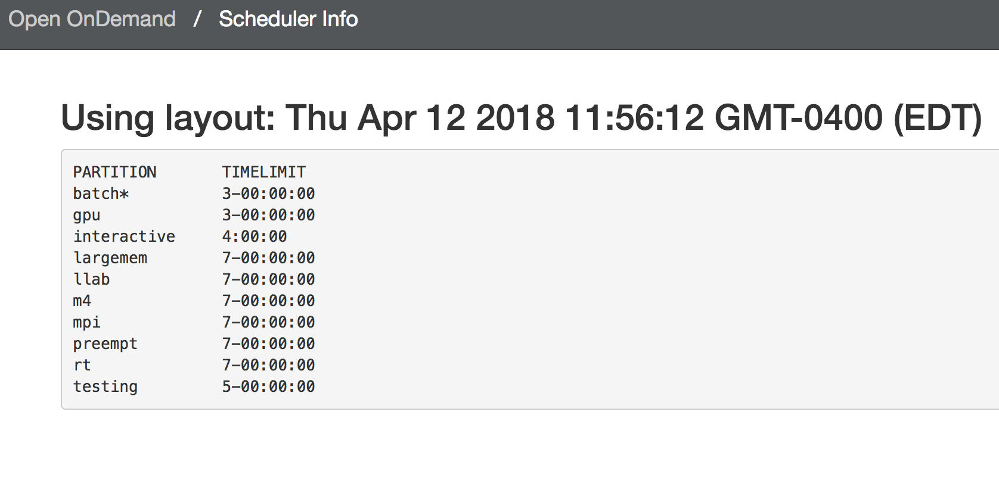 Open OnDemand / Scheduler Info
Using layout: Thu Apr 12 2018 11:56:12 GMT-0400 (EDT)
PARTITION TIMELIMIT
batch* 3-00:00:00
gpu 3-00:00:00
interactive 4:00:00
largemem 7-00:00:00
llab 7-00:00:00
m4 7-00:00:00
mpi 7-00:00:00
preempt 7-00:00:00
rt 7-00:00:00
testing 5-00:00:00